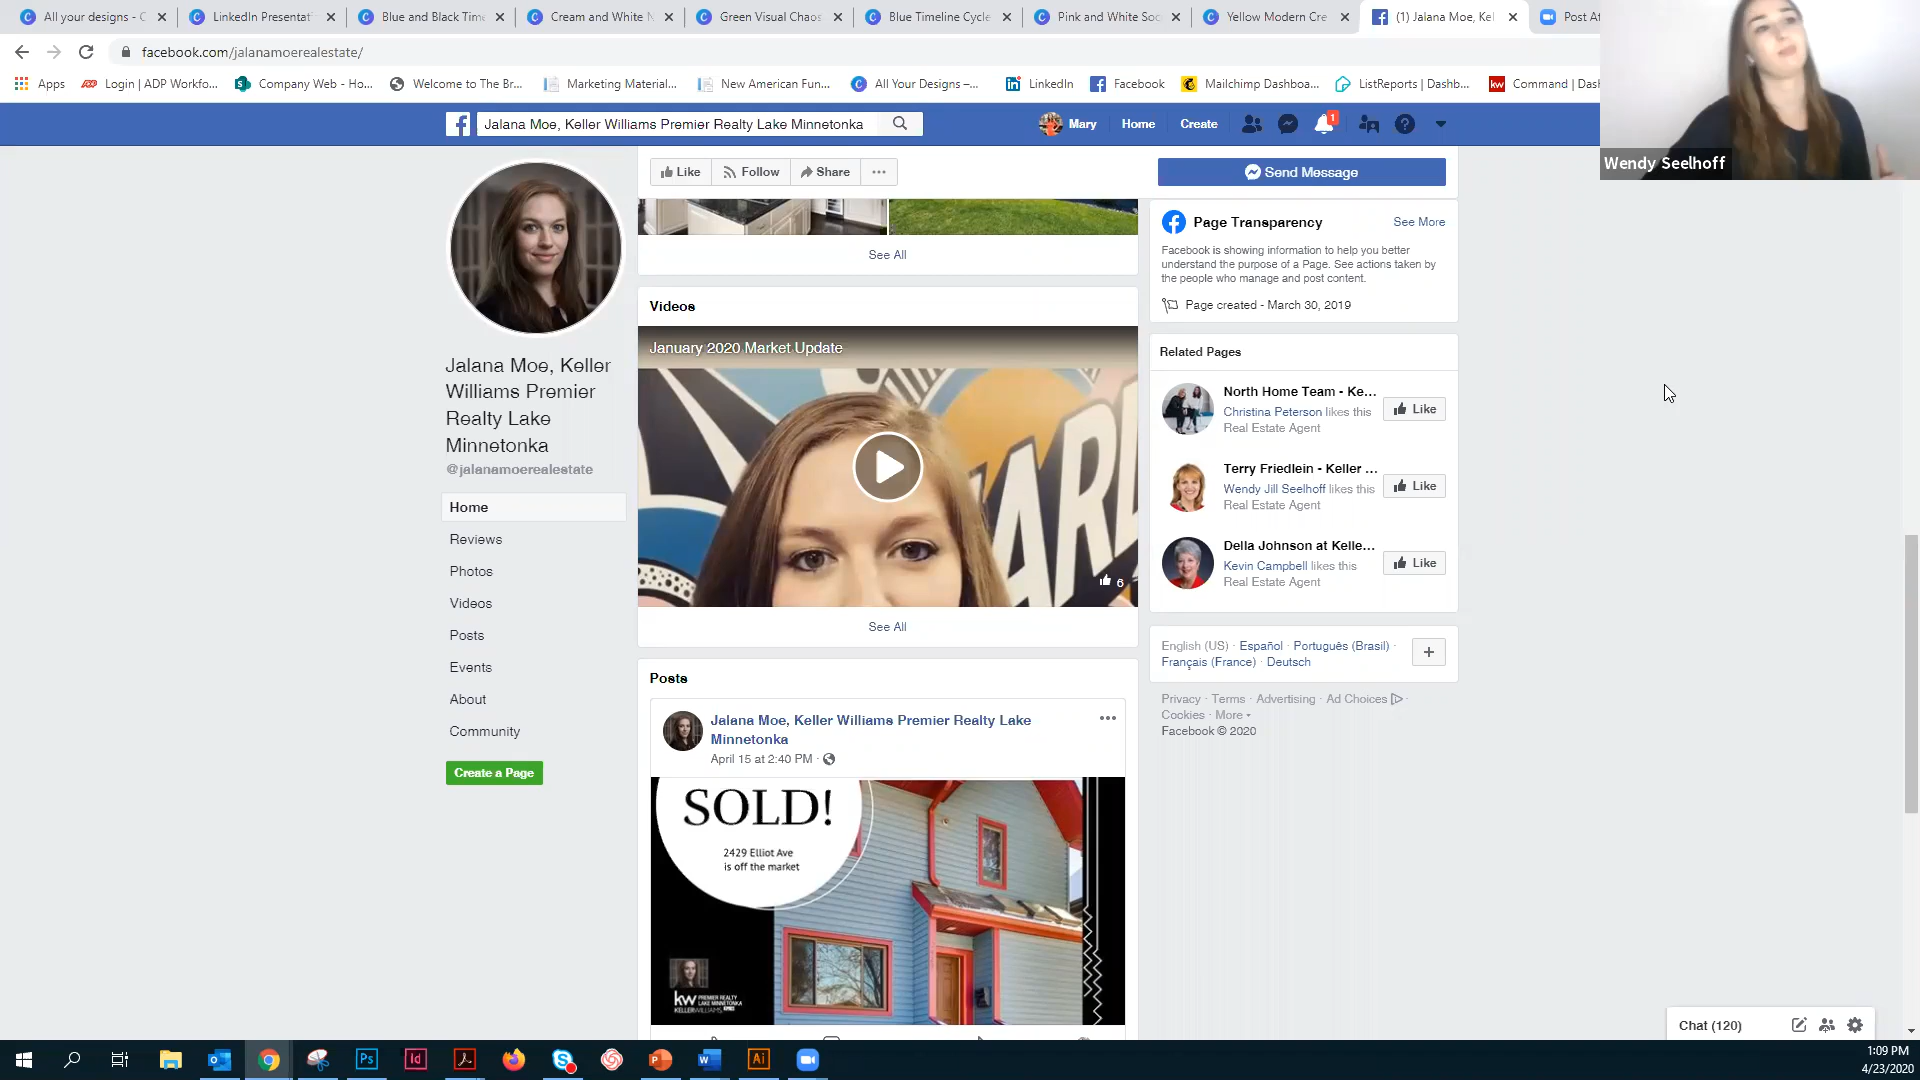 All your designs - C
LinkedIn Presentat
Blue and Black Time
Cream and White N
Green Visual Chaos
Blue Timeline Cycle
Pink and White Soc
Yellow Modern Cre
(1) Jalana Moe, Kel
Post At
facebook.com/jalanamoerealestate/
Apps
Login | ADP Workfo...
Company Web - Ho...
Welcome to The Br...
Marketing Material...
New American Fun...
All Your Designs –...
LinkedIn
Facebook
Mailchimp Dashboa...
ListReports | Dashb...
Command | Das
Jalana Moe, Keller Williams Premier Realty Lake Minnetonka
Mary
Home
Create
1
Wendy Seelhoff
Like
Follow
Share
Send Message
Jalana Moe, Keller
Williams Premier
Realty Lake
Minnetonka
@jalanamoerealestate
Home
Reviews
Photos
Videos
Posts
Events
About
Community
Create a Page
See All
Videos
January 2020 Market Update
6
See All
Posts
Jalana Moe, Keller Williams Premier Realty Lake
Minnetonka
April 15 at 2:40 PM ·
SOLD!
2429 Elliot Ave
is off the market
kw PREMIER REALTY
LAKE MINNETONKA
KELLERWILLIAMS
Page Transparency
See More
Facebook is showing information to help you better
understand the purpose of a Page. See actions taken by
the people who manage and post content.
Page created - March 30, 2019
Related Pages
North Home Team - Ke...
Christina Peterson likes this
Real Estate Agent
Like
Terry Friedlein - Keller ...
Wendy Jill Seelhoff likes this
Real Estate Agent
Like
Della Johnson at Kelle...
Kevin Campbell likes this
Real Estate Agent
Like
English (US) · Español · Português (Brasil) ·
Français (France) · Deutsch
Privacy · Terms · Advertising · Ad Choices ·
Cookies · More
Facebook © 2020
Chat (120)
1:09 PM
4/23/2020